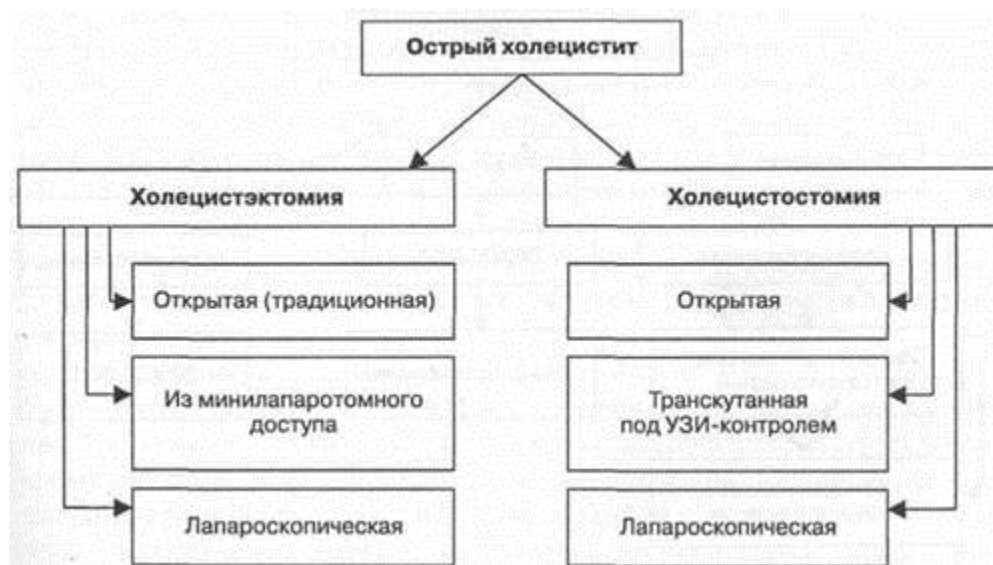 Острый холецистит
Холецистэктомия
Холецистостомия
Открытая (традиционная)
Открытая
Из минилапаротомного
доступа
Транскутанная
под УЗИ-контролем
Лапароскопическая
Лапароскопическая